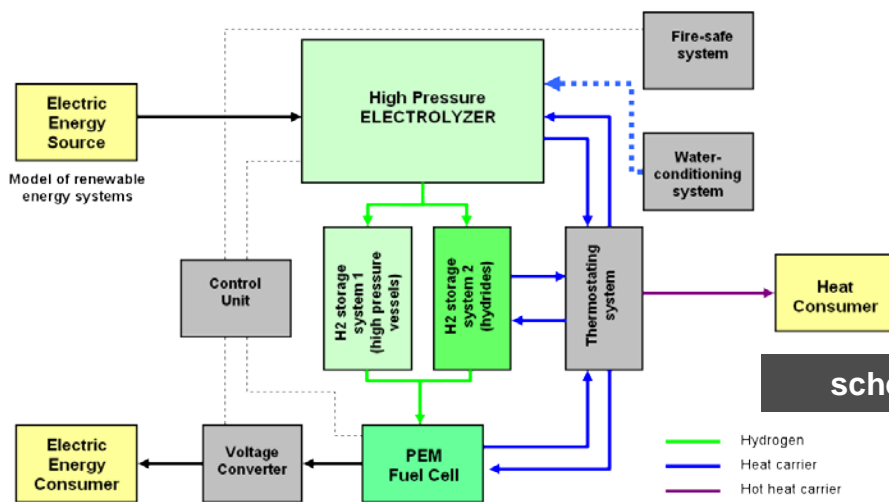 Fire-safe
system
High Pressure
ELECTROLYZER
Electric
Energy
Source
Model of renewable
energy systems
Water-
conditioning
system
Control
Unit
H2 storage
system 1
(high pressure
vessels)
H2 storage
system 2
(hydrides)
Thermostating
system
Heat
Consumer
Electric
Energy
Consumer
Voltage
Converter
PEM
Fuel Cell
Hydrogen
Heat carrier
Hot heat carrier